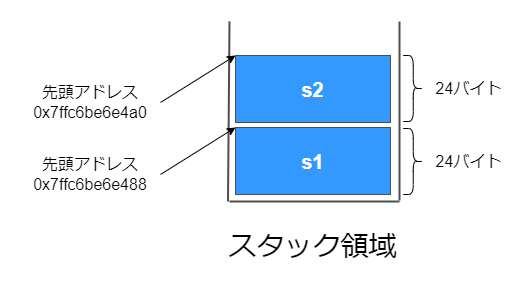 先頭アドレス
0x7ffc6be6e4a0
s2
24バイト
先頭アドレス
0x7ffc6be6e488
s1
24バイト
スタック領域